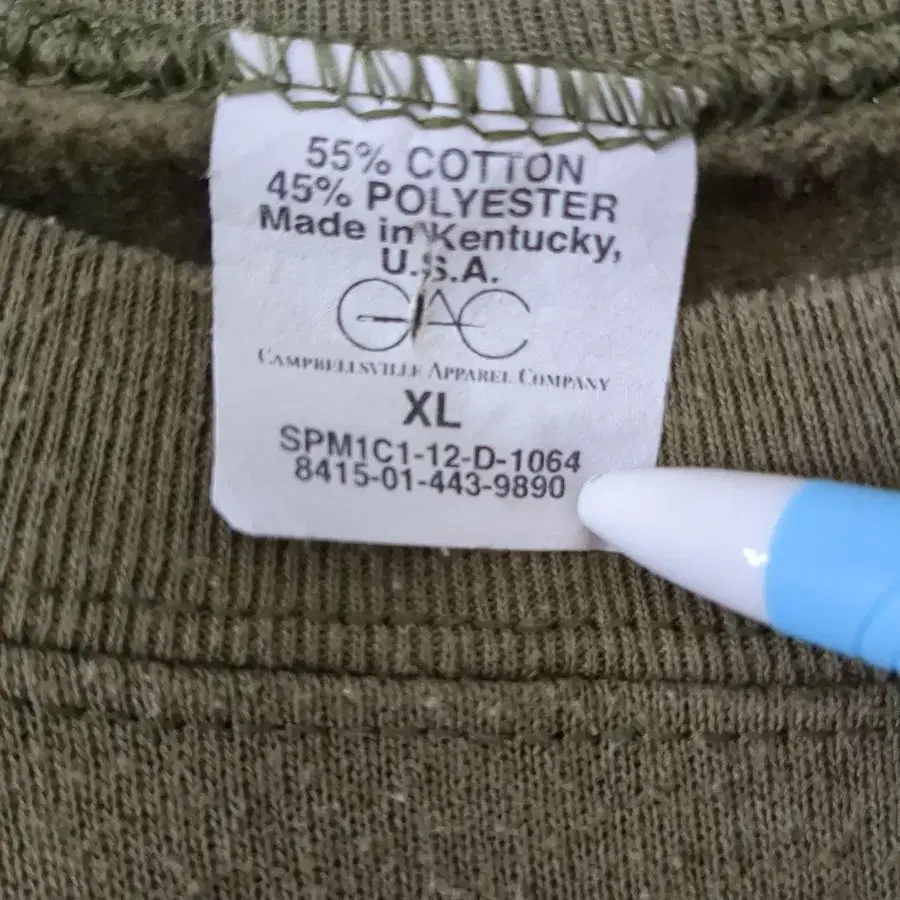 55% COTTON
45% POLYESTER
Made in Kentucky,
U.S.A.
CAC
CAMPBELLSVILLE APPAREL COMPANY
XL
SPM1C1-12-D-1064
8415-01-443-9890